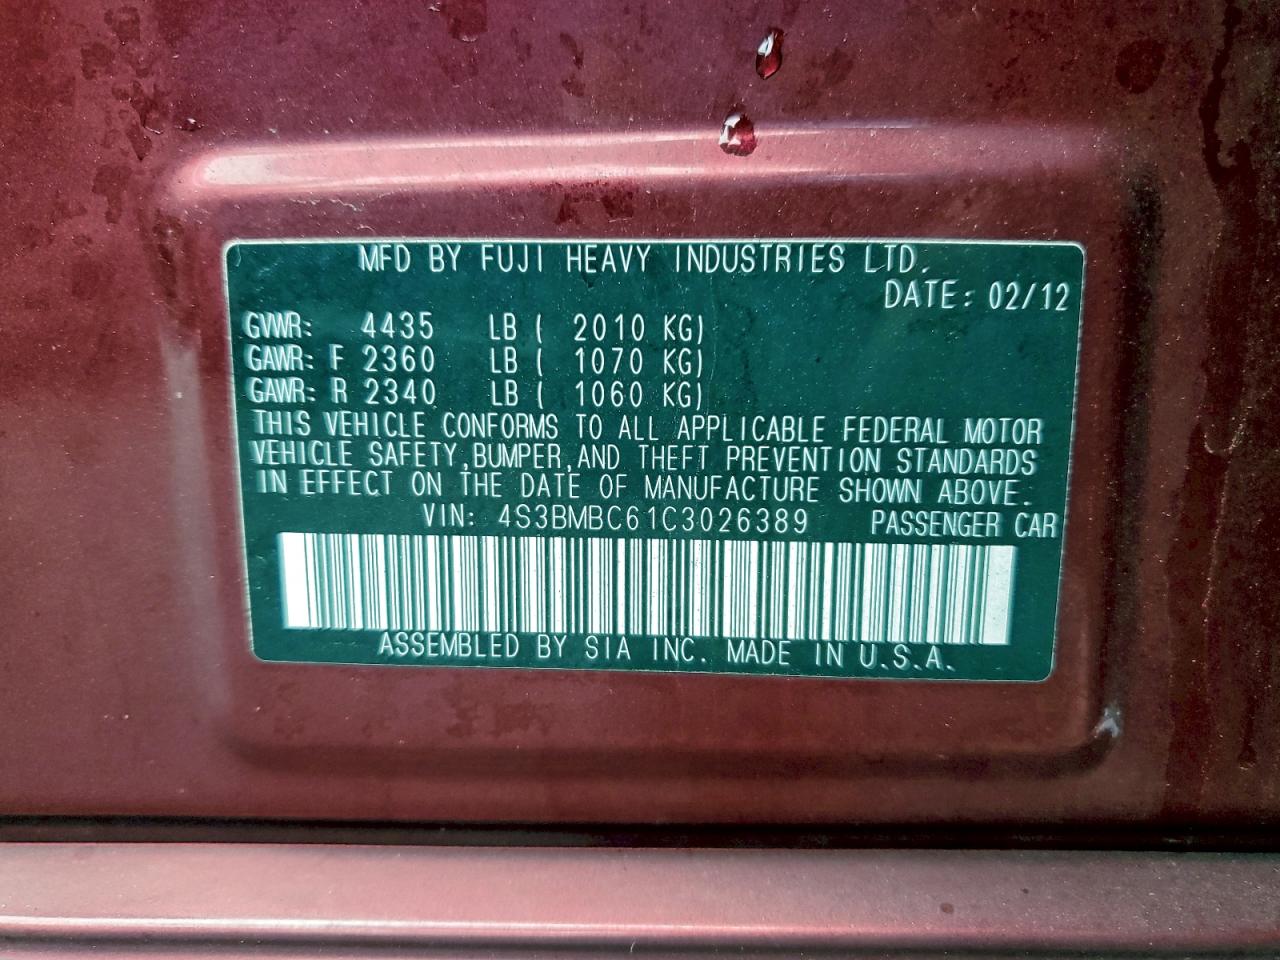 MFD BY FUJI HEAVY INDUSTRIES LTD.
DATE: 02/12
GVWR: 4435 LB ( 2010 KG)
GAWR: F 2360 LB ( 1070 KG)
GAWR: R 2340 LB ( 1060 KG)
THIS VEHICLE CONFORMS TO ALL APPLICABLE FEDERAL MOTOR
VEHICLE SAFETY,BUMPER,AND THEFT PREVENTION STANDARDS
IN EFFECT ON THE DATE OF MANUFACTURE SHOWN ABOVE.
VIN: 4S3BMBC61C3026389 PASSENGER CAR
ASSEMBLED BY SIA INC. MADE IN U.S.A.